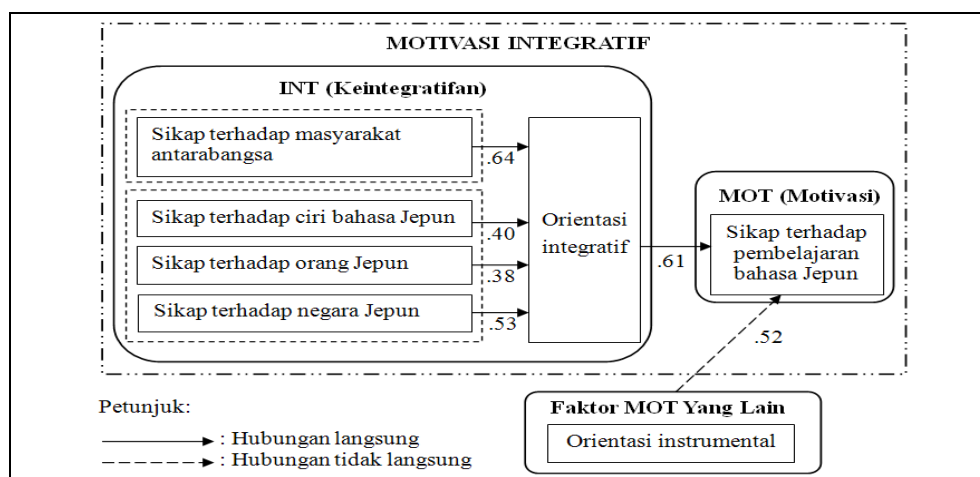 MOTIVASI INTEGRATIF
INT (Keintegratifan)
Sikap terhadap masyarakat
antarabangsa
.64
Sikap terhadap ciri bahasa Jepun
.40
Sikap terhadap orang Jepun
.38
Sikap terhadap negara Jepun
.53
Orientasi
integratif
.61
MOT (Motivasi)
Sikap terhadap
pembelajaran
bahasa Jepun
.52
Faktor MOT Yang Lain
Orientasi instrumental
Petunjuk:
: Hubungan langsung
: Hubungan tidak langsung